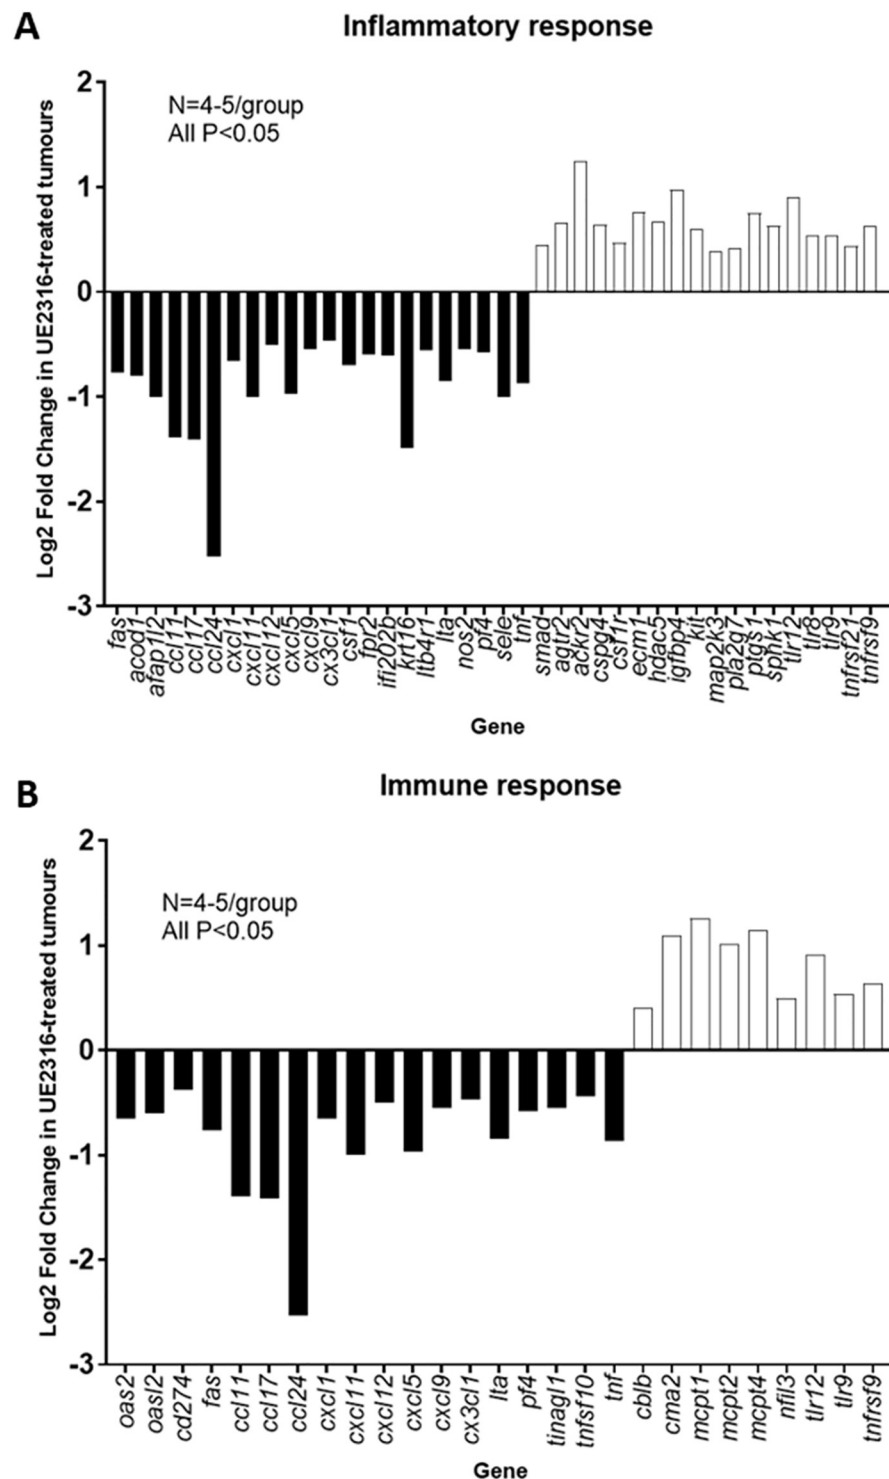 A
Inflammatory response
Log2 Fold Change in UE2316-treated tumours
N=4-5/group
All P<0.05
2
1
0
-1
-2
-3
fas
acod1
afap1l2
ccl11
ccl17
ccl24
cxcl1
cxcl11
cxcl12
cxcl5
cxcl9
cx3cl1
csf1
fpr2
ifi202b
krt16
ltb4r1
lta
nos2
pf4
sele
tnf
smad
agtr2
ackr2
cspg4
csf1r
ecm1
hdac5
igfbp4
kit
map2k3
pla2g7
ptgs1
sphk1
tlr12
tlr8
tlr9
tnfrsf21
tnfrsf9
Gene
B
Immune response
Log2 Fold Change in UE2316-treated tumours
N=4-5/group
All P<0.05
2
1
0
-1
-2
-3
oas2
oasl2
cd274
fas
ccl11
ccl17
ccl24
cxcl1
cxcl11
cxcl12
cxcl5
cxcl9
cx3cl1
lta
pf4
tinagl1
tnfsf10
tnf
cblb
cma2
mcpt1
mcpt2
mcpt4
nfil3
tlr12
tlr9
tnfrsf9
Gene